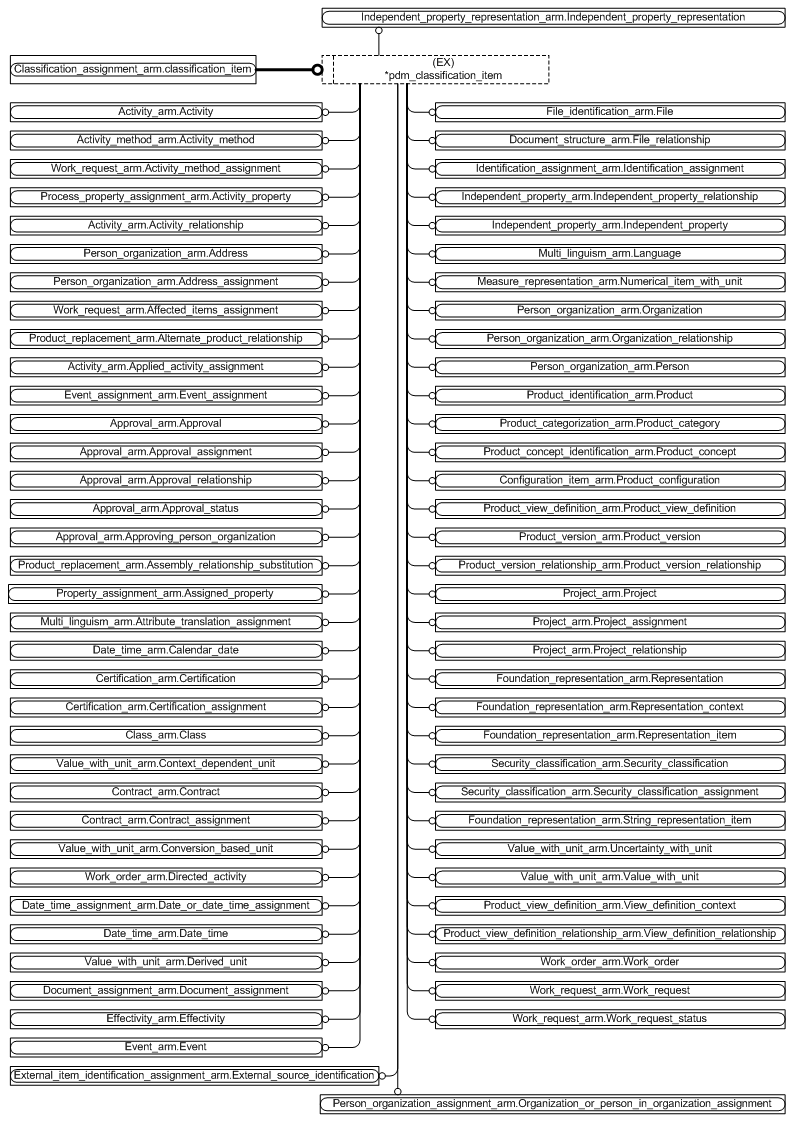 Independent_property_representation_arm.Independent_property_representation
Classification_assignment_arm.classification_item
(EX)
*pdm_classification_item
Activity_arm.Activity
Activity_method_arm.Activity_method
Work_request_arm.Activity_method_assignment
Process_property_assignment_arm.Activity_property
Activity_arm.Activity_relationship
Person_organization_arm.Address
Person_organization_arm.Address_assignment
Work_request_arm.Affected_items_assignment
Product_replacement_arm.Alternate_product_relationship
Activity_arm.Applied_activity_assignment
Event_assignment_arm.Event_assignment
Approval_arm.Approval
Approval_arm.Approval_assignment
Approval_arm.Approval_relationship
Approval_arm.Approval_status
Approval_arm.Approving_person_organization
Product_replacement_arm.Assembly_relationship_substitution
Property_assignment_arm.Assigned_property
Multi_linguism_arm.Attribute_translation_assignment
Date_time_arm.Calendar_date
Certification_arm.Certification
Certification_arm.Certification_assignment
Class_arm.Class
Value_with_unit_arm.Context_dependent_unit
Contract_arm.Contract
Contract_arm.Contract_assignment
Value_with_unit_arm.Conversion_based_unit
Work_order_arm.Directed_activity
Date_time_assignment_arm.Date_or_date_time_assignment
Date_time_arm.Date_time
Value_with_unit_arm.Derived_unit
Document_assignment_arm.Document_assignment
Effectivity_arm.Effectivity
Event_arm.Event
External_item_identification_assignment_arm.External_source_identification
File_identification_arm.File
Document_structure_arm.File_relationship
Identification_assignment_arm.Identification_assignment
Independent_property_arm.Independent_property_relationship
Independent_property_arm.Independent_property
Multi_linguism_arm.Language
Measure_representation_arm.Numerical_item_with_unit
Person_organization_arm.Organization
Person_organization_arm.Organization_relationship
Person_organization_arm.Person
Product_identification_arm.Product
Product_categorization_arm.Product_category
Product_concept_identification_arm.Product_concept
Configuration_item_arm.Product_configuration
Product_view_definition_arm.Product_view_definition
Product_version_arm.Product_version
Product_version_relationship_arm.Product_version_relationship
Project_arm.Project
Project_arm.Project_assignment
Project_arm.Project_relationship
Foundation_representation_arm.Representation
Foundation_representation_arm.Representation_context
Foundation_representation_arm.Representation_item
Security_classification_arm.Security_classification
Security_classification_arm.Security_classification_assignment
Foundation_representation_arm.String_representation_item
Value_with_unit_arm.Uncertainty_with_unit
Value_with_unit_arm.Value_with_unit
Product_view_definition_arm.View_definition_context
Product_view_definition_relationship_arm.View_definition_relationship
Work_order_arm.Work_order
Work_request_arm.Work_request
Work_request_arm.Work_request_status
Person_organization_assignment_arm.Organization_or_person_in_organization_assignment